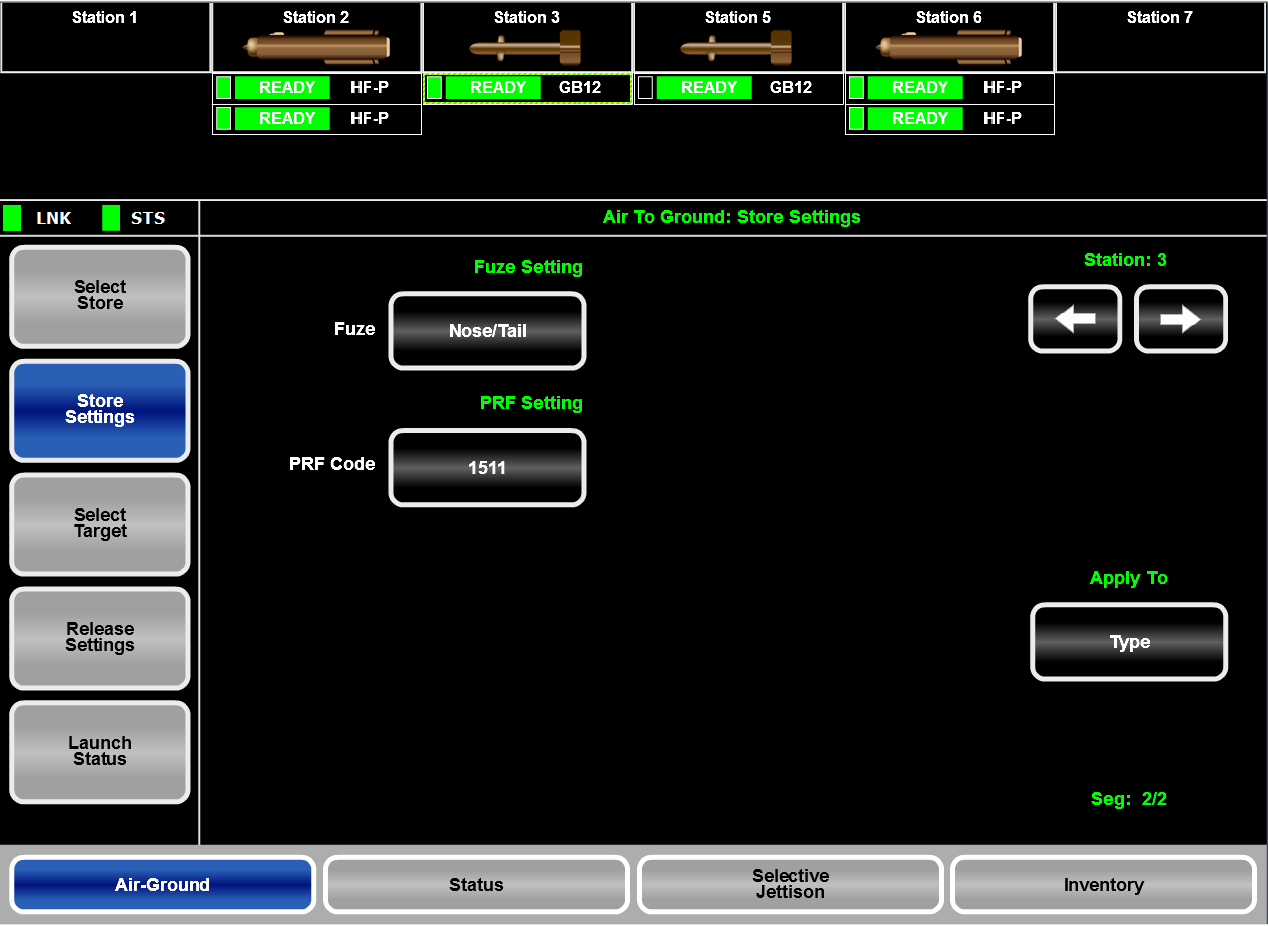 Station 1
Station 2
Station 3
Station 5
Station 6
Station 7
READY HF-P
READY GB12
READY GB12
READY HF-P
READY HF-P
READY HF-P
LNK STS
Air To Ground: Store Settings
Select
Store
Store
Settings
Select
Target
Release
Settings
Launch
Status
Fuze Setting
Fuze
Nose/Tail
PRF Setting
PRF Code
1511
Station: 3
Apply To
Type
Seg: 2/2
Air-Ground
Status
Selective
Jettison
Inventory